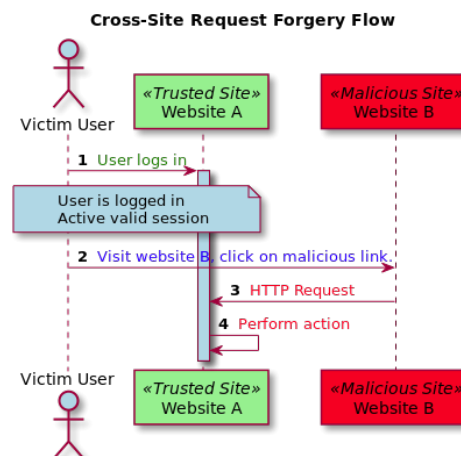 Cross-Site Request Forgery Flow
«Trusted Site»
Website A
«Malicious Site»
Website B
Victim User
1 User logs in
User is logged in
Active valid session
2 Visit website B, click on malicious link.
3 HTTP Request
4 Perform action
Victim User
«Trusted Site»
Website A
«Malicious Site»
Website B